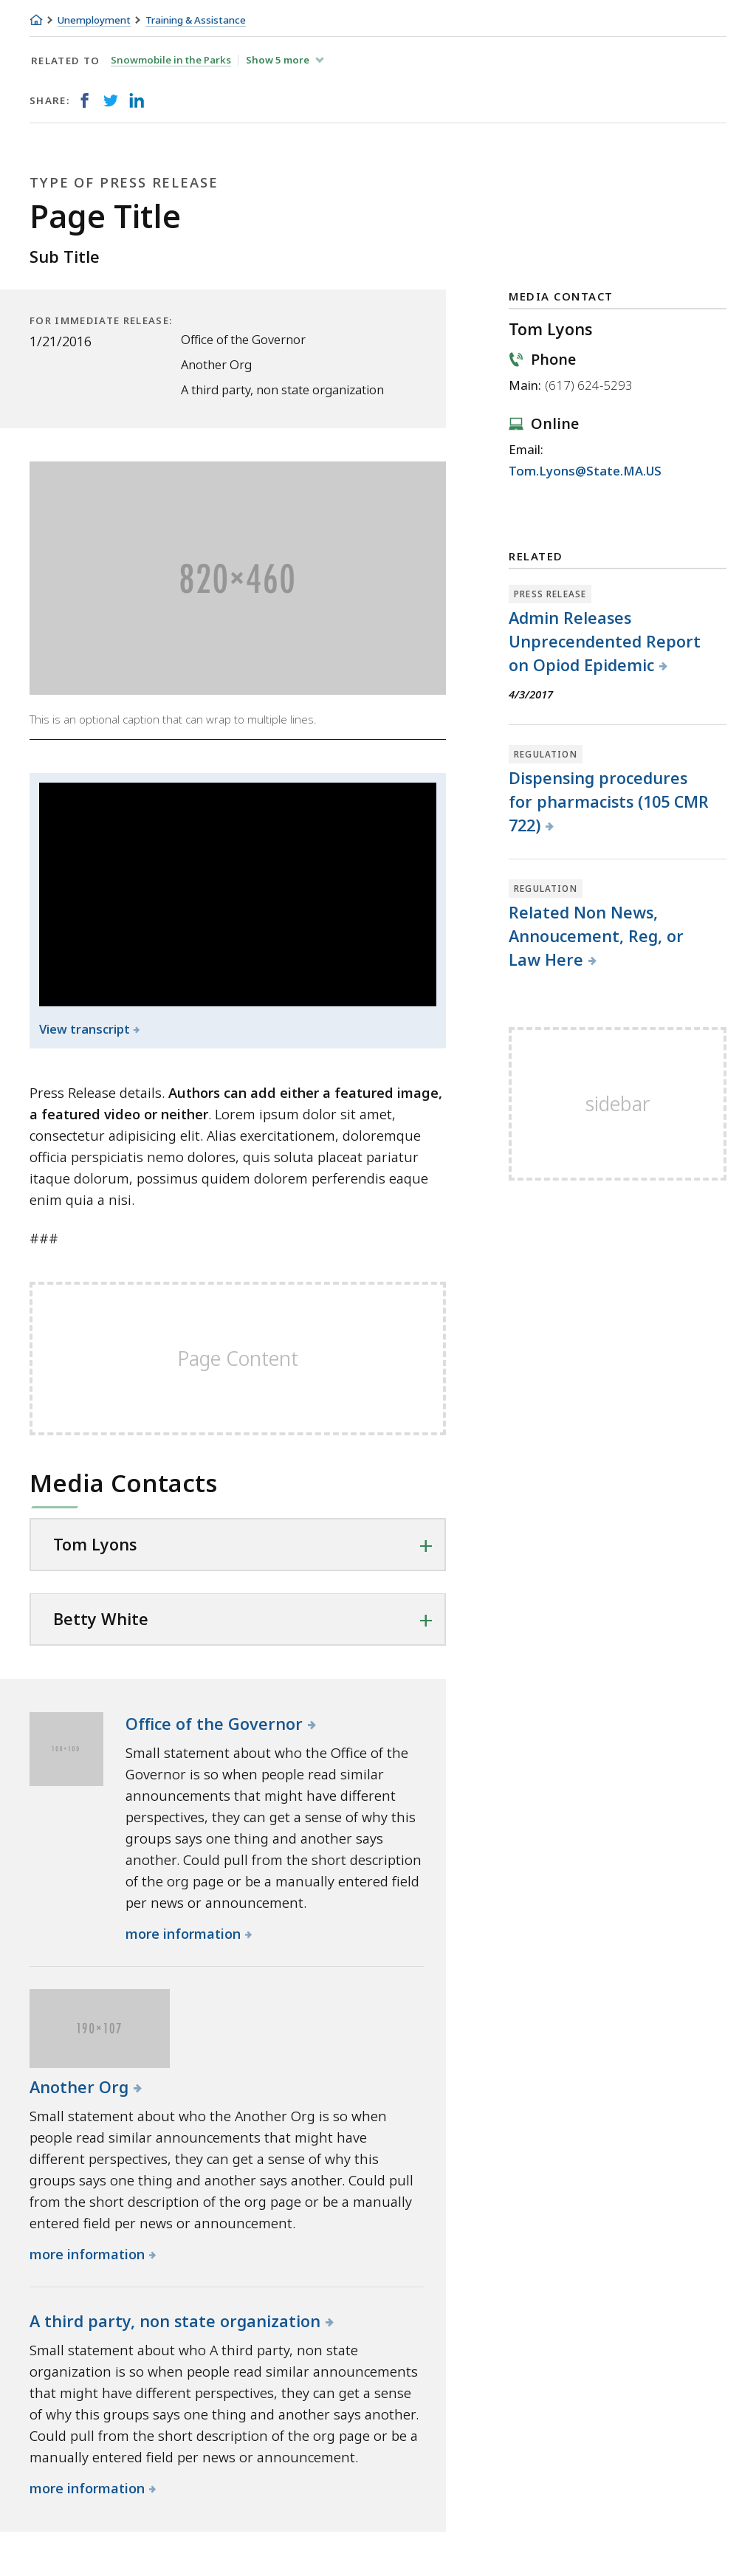 Unemployment Training & Assistance
RELATED TO Snowmobile in the Parks Show 5 more
SHARE:
TYPE OF PRESS RELEASE
Page Title
Sub Title
FOR IMMEDIATE RELEASE:
1/21/2016
Office of the Governor
Another Org
A third party, non state organization
820×460
This is an optional caption that can wrap to multiple lines.
View transcript
Press Release details. Authors can add either a featured image,
a featured video or neither. Lorem ipsum dolor sit amet,
consectetur adipisicing elit. Alias exercitationem, doloremque
officia perspiciatis nemo dolores, quis soluta placeat pariatur
itaque dolorum, possimus quidem dolorem perferendis eaque
enim quia a nisi.
###
Page Content
Media Contacts
Tom Lyons
Betty White
100×100
Office of the Governor
Small statement about who the Office of the
Governor is so when people read similar
announcements that might have different
perspectives, they can get a sense of why this
groups says one thing and another says
another. Could pull from the short description
of the org page or be a manually entered field
per news or announcement.
more information
190×107
Another Org
Small statement about who the Another Org is so when
people read similar announcements that might have
different perspectives, they can get a sense of why this
groups says one thing and another says another. Could pull
from the short description of the org page or be a manually
entered field per news or announcement.
more information
A third party, non state organization
Small statement about who A third party, non state
organization is so when people read similar announcements
that might have different perspectives, they can get a sense
of why this groups says one thing and another says another.
Could pull from the short description of the org page or be a
manually entered field per news or announcement.
more information
MEDIA CONTACT
Tom Lyons
Phone
Main: (617) 624-5293
Online
Email:
Tom.Lyons@State.MA.US
RELATED
PRESS RELEASE
Admin Releases
Unprecendented Report
on Opiod Epidemic
4/3/2017
REGULATION
Dispensing procedures
for pharmacists (105 CMR
722)
REGULATION
Related Non News,
Annoucement, Reg, or
Law Here
sidebar